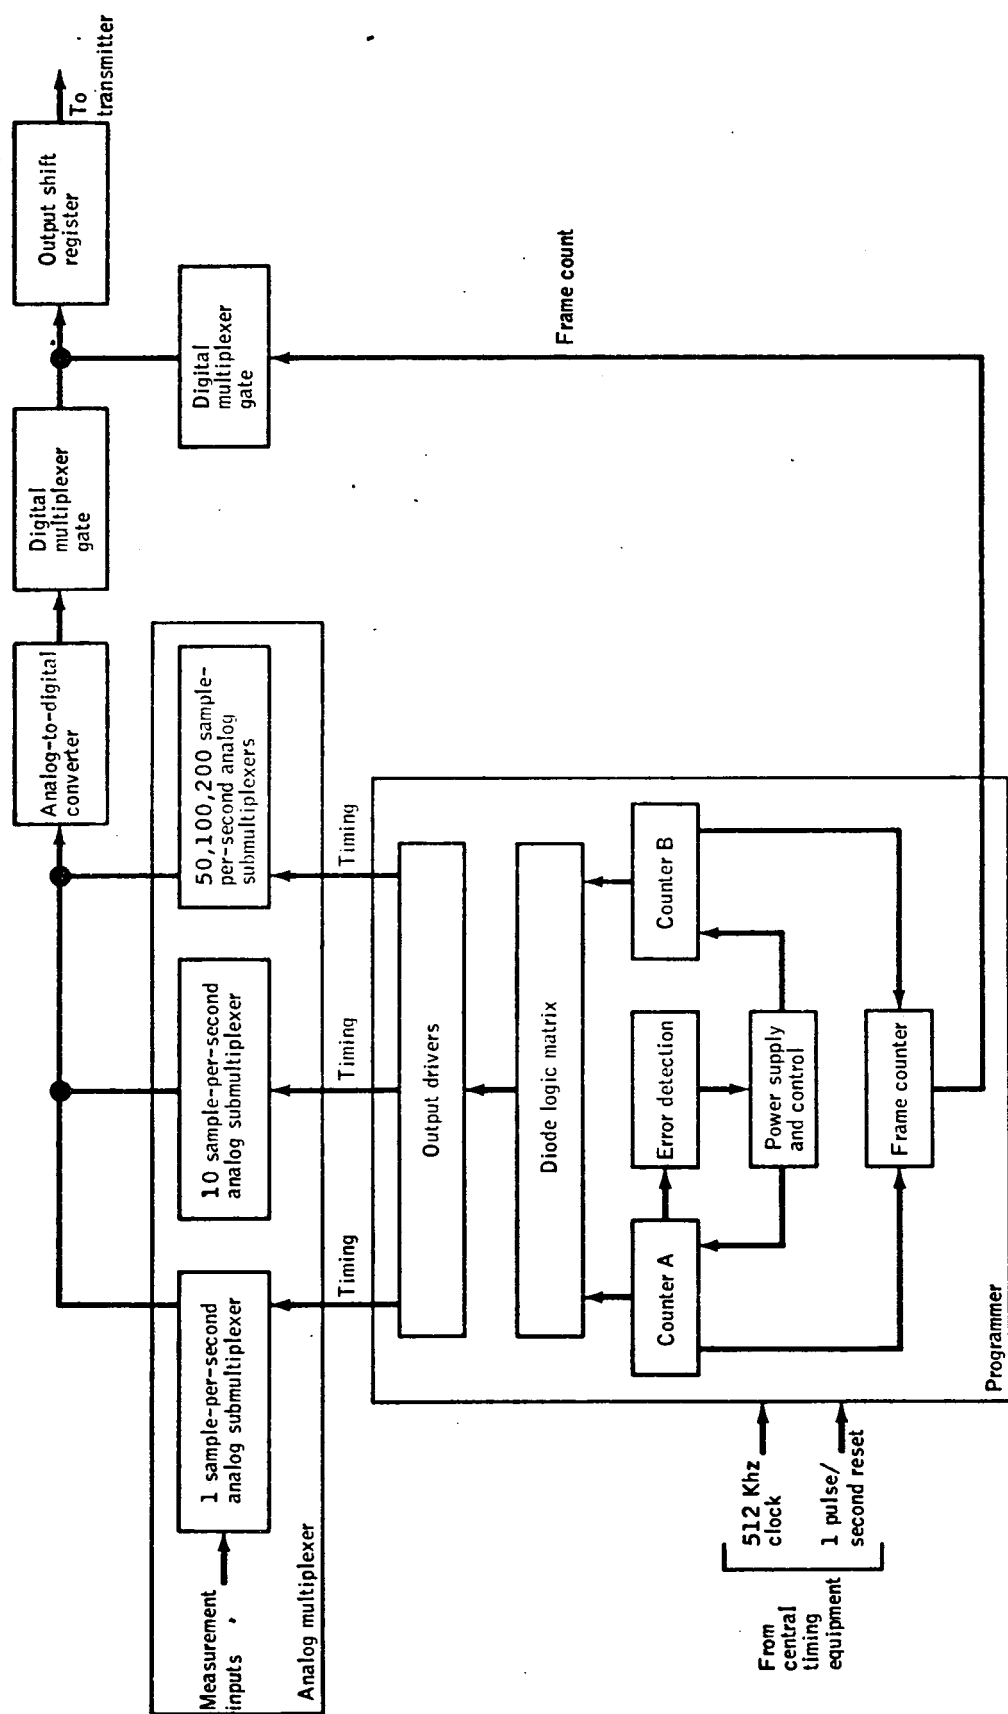 To
transmitter
Output shift
register
Digital
multiplexer
gate
Digital
multiplexer
gate
Frame count
Analog-to-digital
converter
50,100,200 sample-
per-second analog
submultiplexers
10 sample-per-second
analog submultiplexer
1 sample-per-second
analog submultiplexer
Measurement
inputs
Analog multiplexer
Timing
Timing
Timing
Output drivers
Diode logic matrix
Counter A
Error detection
Counter B
Power supply
and control
Frame counter
Programmer
512 Khz
clock
1 pulse/
second reset
From
central
timing
equipment